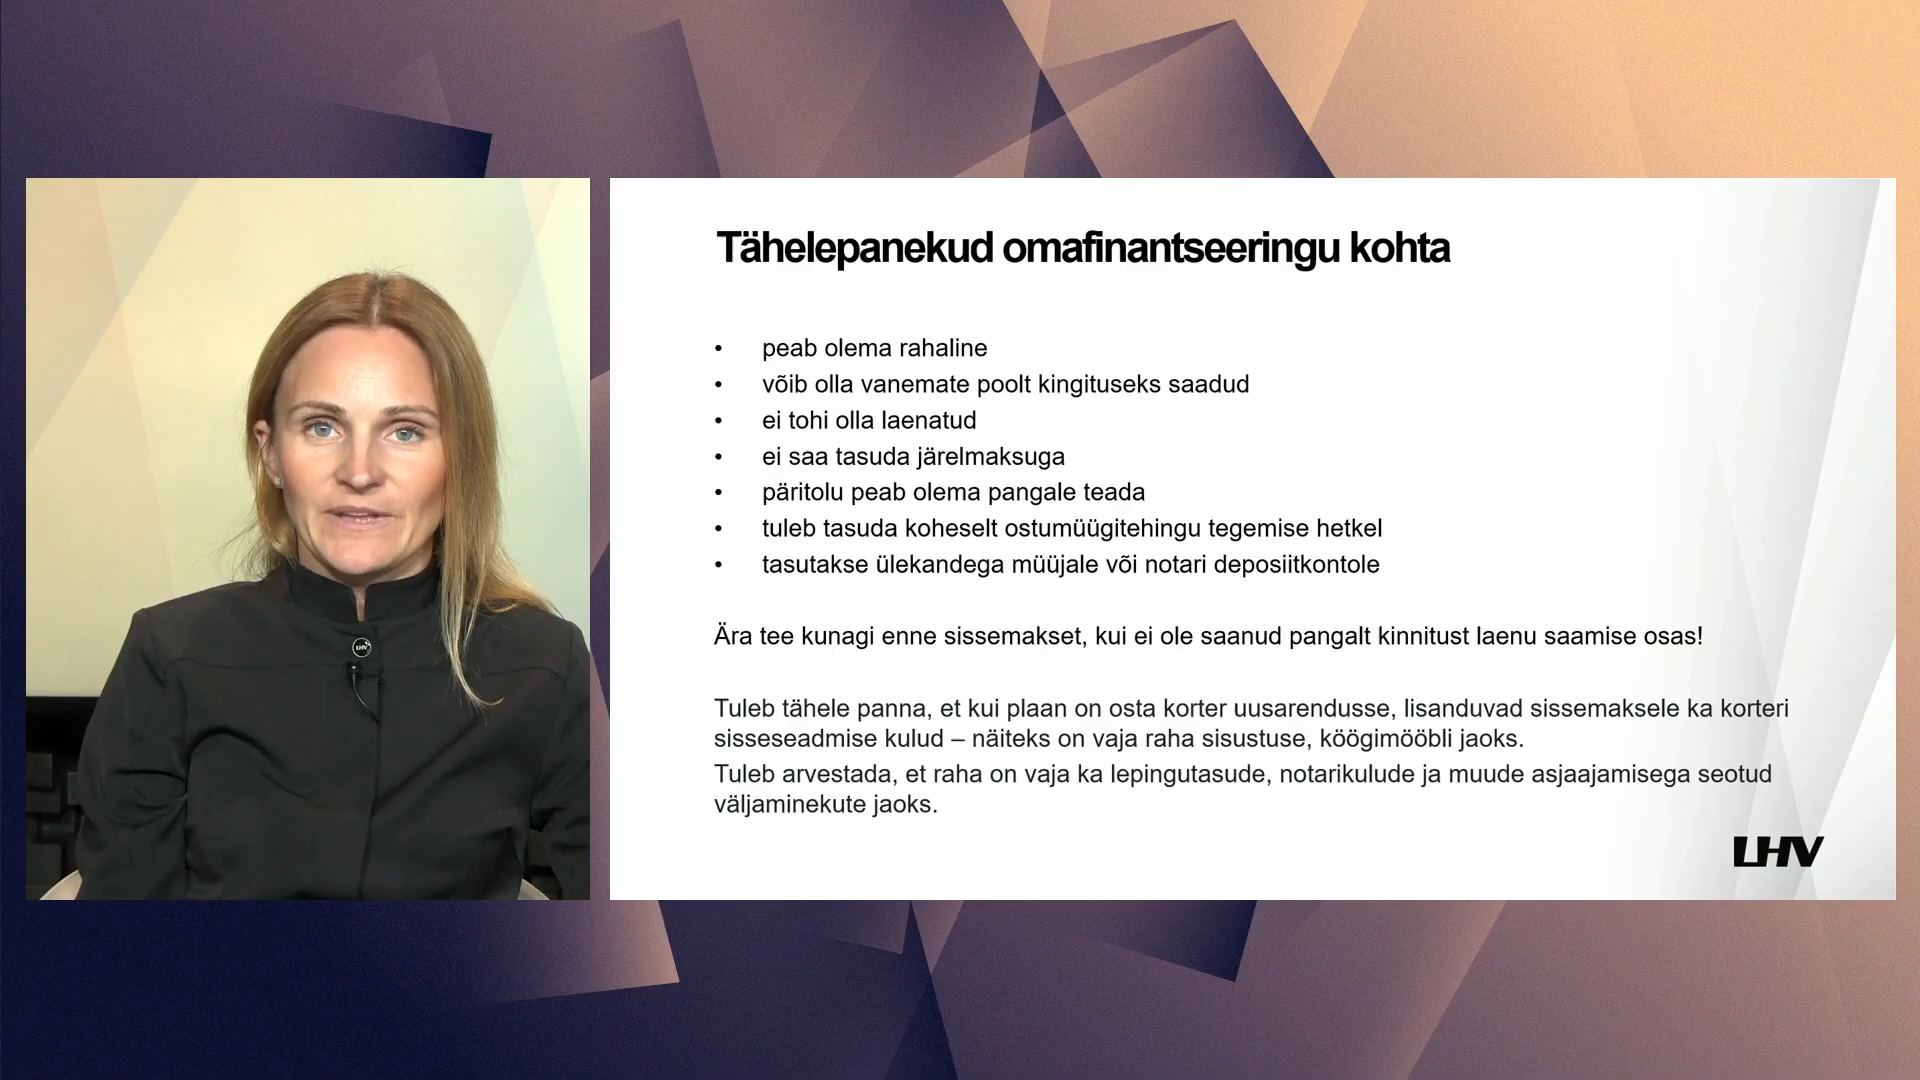 Tähelepanekud omafinantseeringu kohta
• peab olema rahaline
• võib olla vanemate poolt kingituseks saadud
• ei tohi olla laenatud
• ei saa tasuda järelmaksuga
• päritolu peab olema pangale teada
• tuleb tasuda koheselt ostumüügitehingu tegemise hetkel
• tasutakse ülekandega müüjale või notari deposiitkontole
Ära tee kunagi enne sissemakset, kui ei ole saanud pangalt kinnitust laenu saamise osas!
Tuleb tähele panna, et kui plaan on osta korter uusarendusse, lisanduvad sissemaksele ka korteri
sisseseadmise kulud – näiteks on vaja raha sisustuse, köögimööbli jaoks.
Tuleb arvestada, et raha on vaja ka lepingutasude, notarikulude ja muude asjaajamisega seotud
väljaminekute jaoks.
LHV
LHV